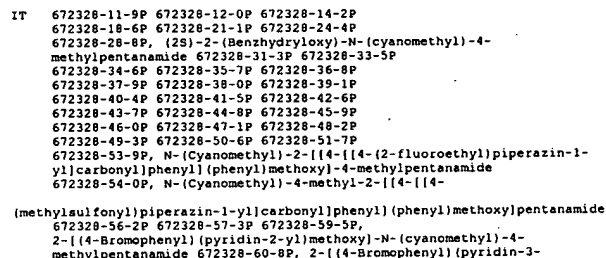 IT 672328-11-9P 672328-12-0P 672328-14-2P
672328-18-6P 672328-21-1P 672328-24-4P
672328-28-8P, (2S)-2-(Benzhydryloxy)-N-(cyanomethyl)-4-
methylpentanamide 672328-31-3P 672328-33-5P
672328-34-6P 672328-35-7P 672328-36-8P
672328-37-9P 672328-38-0P 672328-39-1P
672328-40-4P 672328-41-5P 672328-42-6P
672328-43-7P 672328-44-8P 672328-45-9P
672328-46-0P 672328-47-1P 672328-48-2P
672328-49-3P 672328-50-6P 672328-51-7P
672328-53-9P, N-(Cyanomethyl)-2-[[4-[[4-(2-fluoroethyl)piperazin-1-
yl]carbonyl]phenyl](phenyl)methoxy]-4-methylpentanamide
672328-54-0P, N-(Cyanomethyl)-4-methyl-2-[[4-[[4-
(methylsulfonyl)piperazin-1-yl]carbonyl]phenyl](phenyl)methoxy]pentanamide
672328-56-2P 672328-57-3P 672328-59-5P,
2-[(4-Bromophenyl)(pyridin-2-yl)methoxy]-N-(cyanomethyl)-4-
methylpentanamide 672328-60-8P, 2-[(4-Bromophenyl)(pyridin-3-